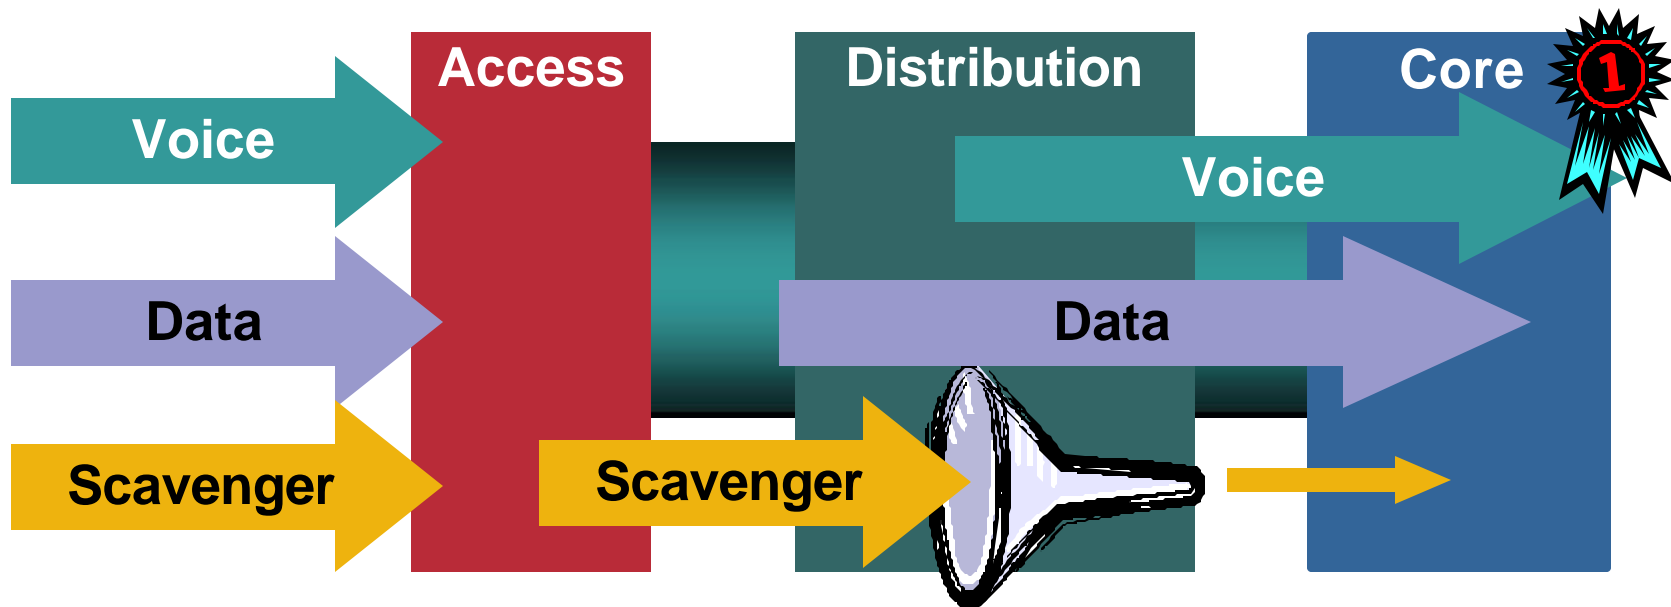 Access
Distribution
Core
1
Voice
Voice
Data
Data
Scavenger
Scavenger